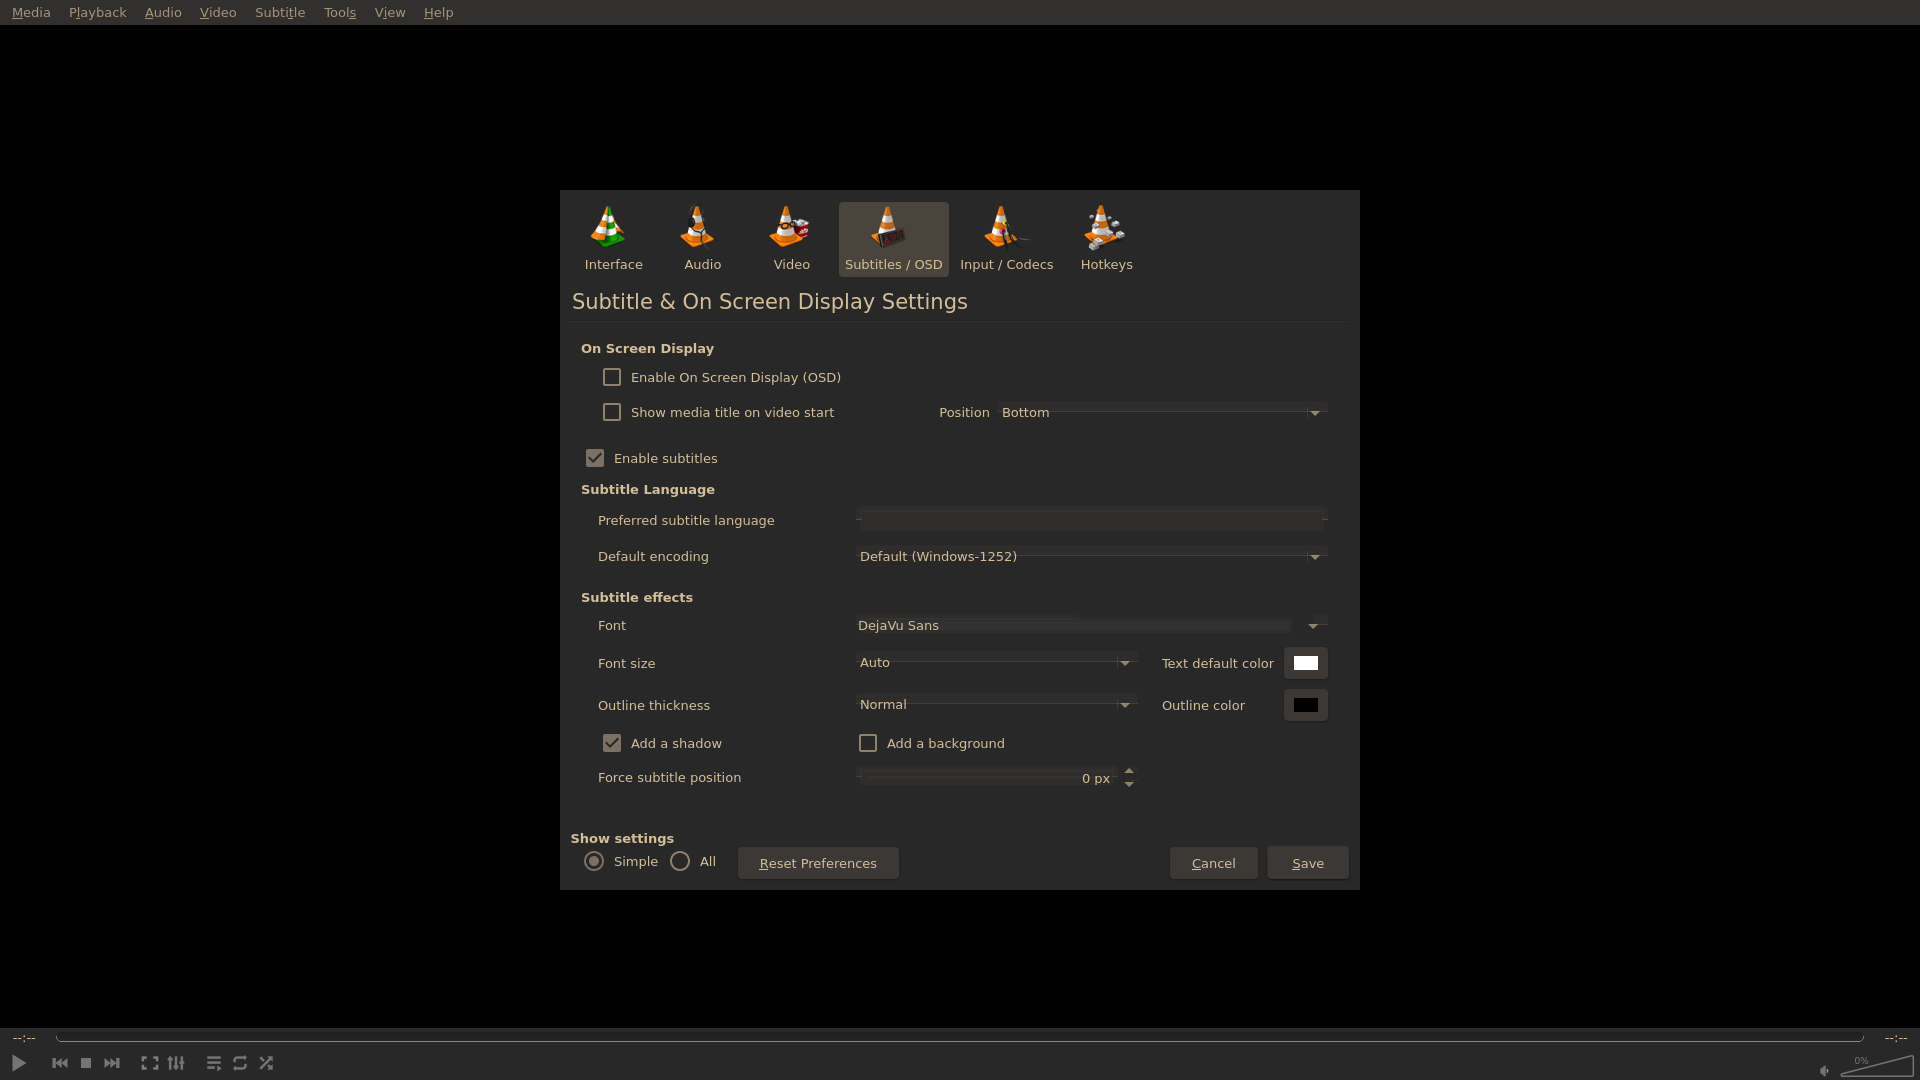 Media Playback Audio Video Subtitle Tools View Help
Interface Audio Video Subtitles / OSD Input / Codecs Hotkeys
Subtitle & On Screen Display Settings
On Screen Display
Enable On Screen Display (OSD)
Show media title on video start Position Bottom
Enable subtitles
Subtitle Language
Preferred subtitle language
Default encoding Default (Windows-1252)
Subtitle effects
Font DejaVu Sans
Font size Auto Text default color
Outline thickness Normal Outline color
Add a shadow Add a background
Force subtitle position 0 px
Show settings
Simple All Reset Preferences Cancel Save
--:-- --:--
0%